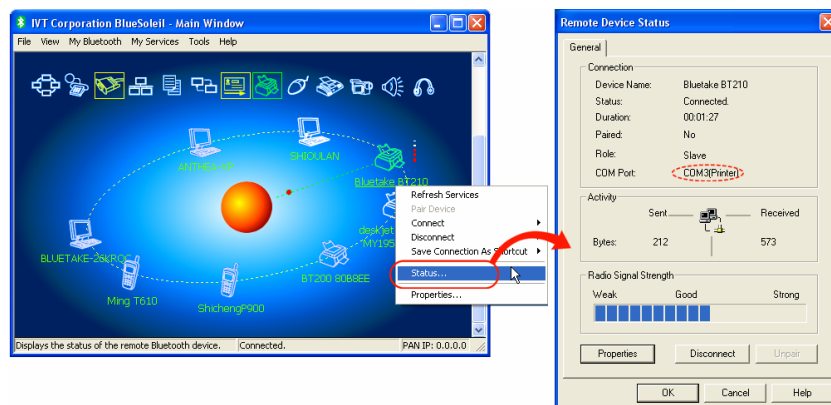 IVT Corporation BlueSoleil - Main Window
File View My Bluetooth My Services Tools Help
SHIOULAN
Bluetake BT210
deskjet
MY195
BLUETAKE-26KROG
BT200 80B8EE
Ming T610
ShichengP900
Refresh Services
Pair Device
Connect
Disconnect
Save Connection As Shortcut
Status...
Properties...
Displays the status of the remote Bluetooth device. Connected. PAN IP: 0.0.0.0
Remote Device Status
General
Connection
Device Name: Bluetake BT210
Status: Connected.
Duration: 00:01:27
Paired: No
Role: Slave
COM Port: COM3(Printer)
Activity
Sent Received
Bytes: 212 573
Radio Signal Strength
Weak Good Strong
Properties Disconnect Unpair
OK Cancel Help